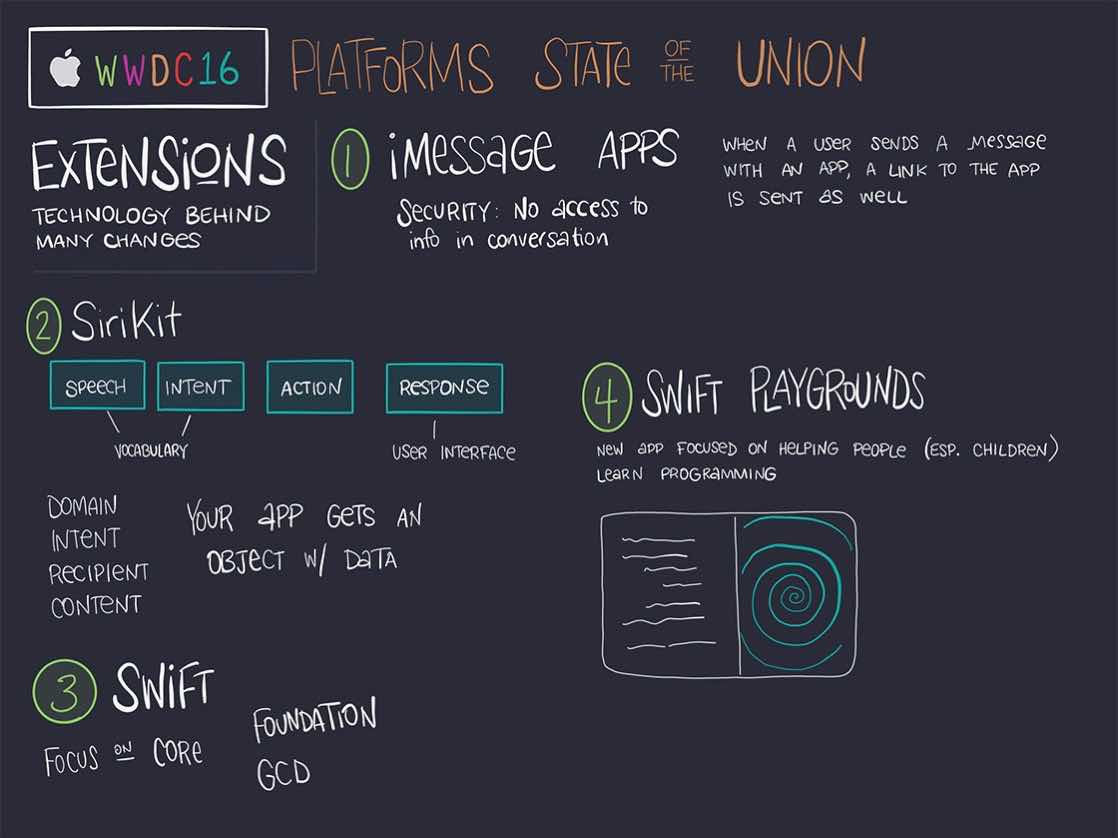 WWDC16 PLATFORMS STATE OF THE UNION
EXTENSIONS
TECHNOLOGY BEHIND
MANY CHANGES
1 iMessage APPS
SECURITY: No access to
info in conversation
WHEN A USER SENDS A MESSAGE
WITH AN APP, A LINK TO THE APP
IS SENT AS WELL
2 SiriKit
SPEECH INTENT ACTION RESPONSE
VOCABULARY USER INTERFACE
DOMAIN
INTENT
RECIPIENT
CONTENT
YOUR APP GETS AN
OBJECT W/ DATA
3 SWIFT
FOCUS ON CORE
FOUNDATION
GCD
4 SWIFT PLAYGROUNDS
NEW APP FOCUSED ON HELPING PEOPLE (ESP. CHILDREN)
LEARN PROGRAMMING